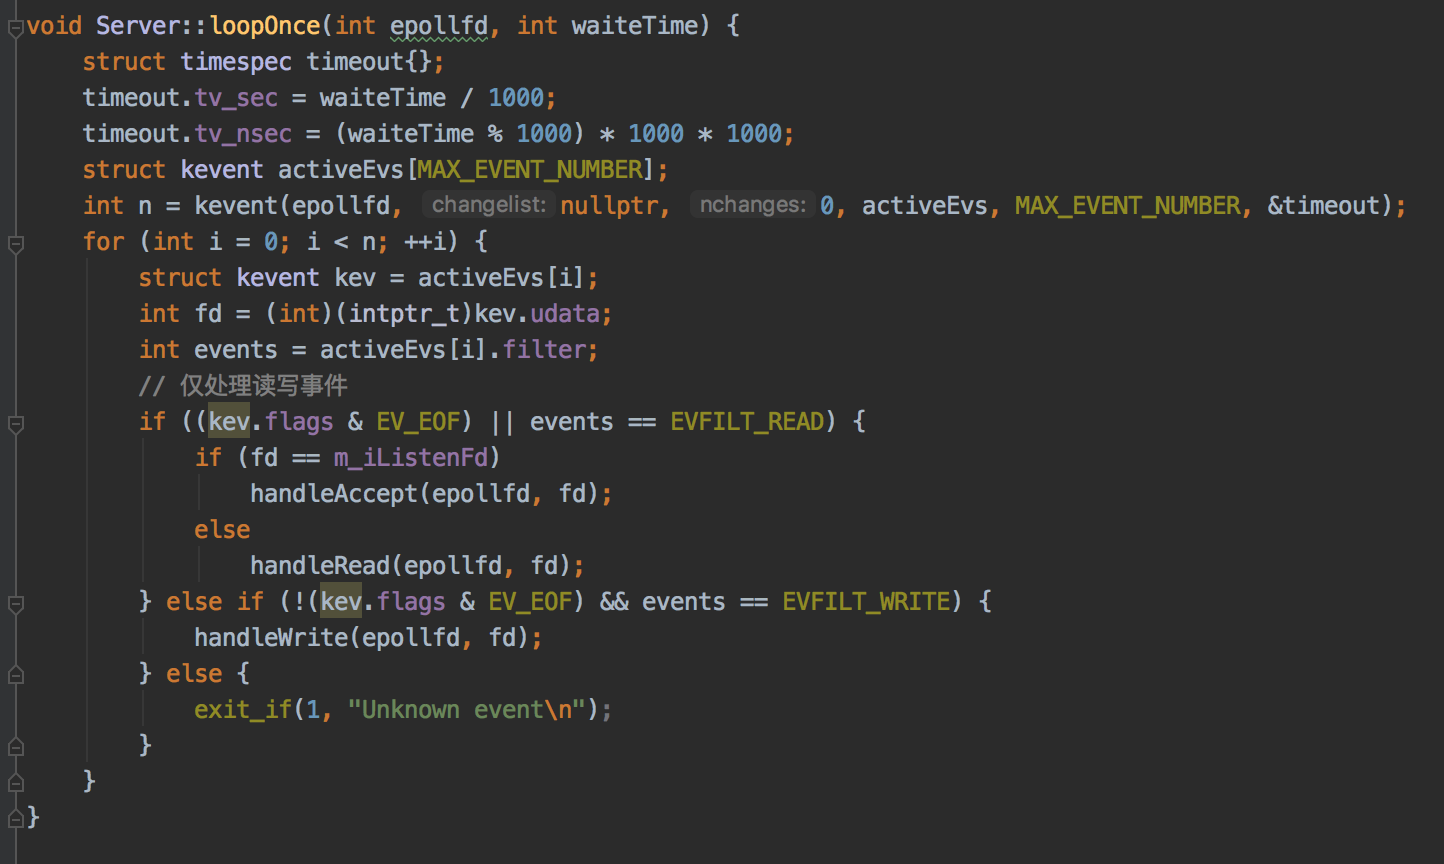 void Server::loopOnce(int epollfd, int waiteTime) {
    struct timespec timeout{};
    timeout.tv_sec = waiteTime / 1000;
    timeout.tv_nsec = (waiteTime % 1000) * 1000 * 1000;
    struct kevent activeEvs[MAX_EVENT_NUMBER];
    int n = kevent(epollfd, changelist: nullptr, nchanges: 0, activeEvs, MAX_EVENT_NUMBER, &timeout);
    for (int i = 0; i < n; ++i) {
        struct kevent kev = activeEvs[i];
        int fd = (int)(intptr_t)kev.udata;
        int events = activeEvs[i].filter;
        // 仅处理读写事件
        if ((kev.flags & EV_EOF) || events == EVFILT_READ) {
            if (fd == m_iListenFd)
                handleAccept(epollfd, fd);
            else
                handleRead(epollfd, fd);
        } else if (!(kev.flags & EV_EOF) && events == EVFILT_WRITE) {
            handleWrite(epollfd, fd);
        } else {
            exit_if(1, "Unknown event\n");
        }
    }
}